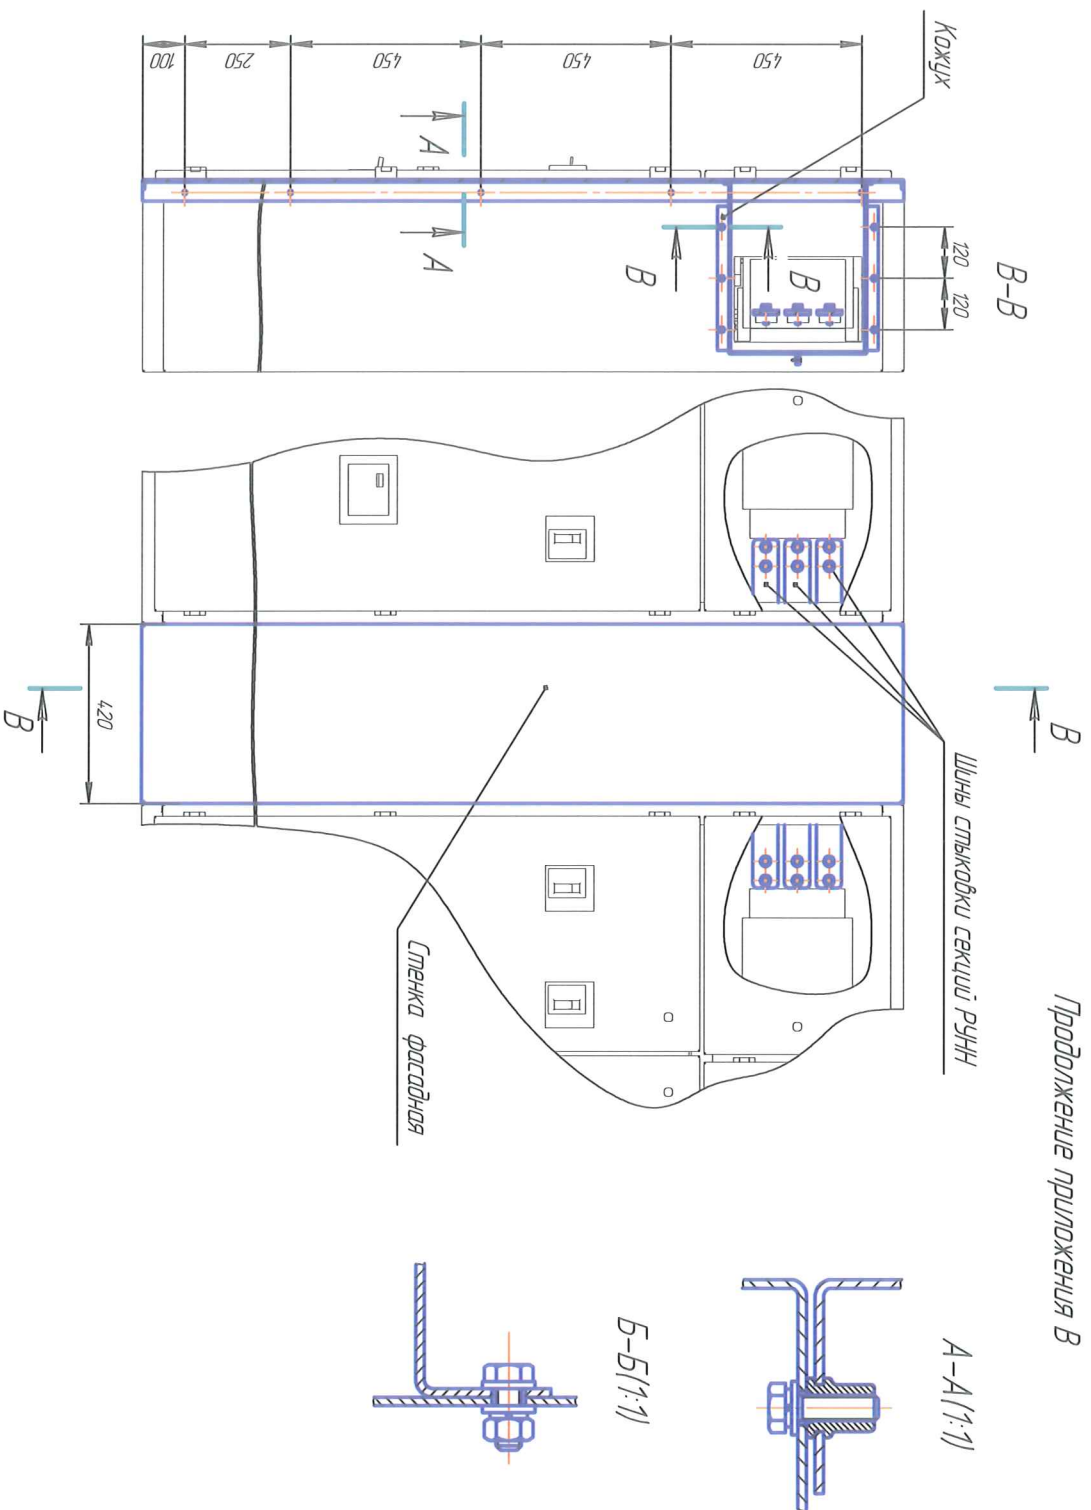 Продолжение приложения В
В-В
А-А(1:1)
Б-Б(1:1)
Кожух
Шины стыковки секций РУНН
Стенка фасадная
В
В
А
А
В
В
120
120
450
450
450
250
100
420